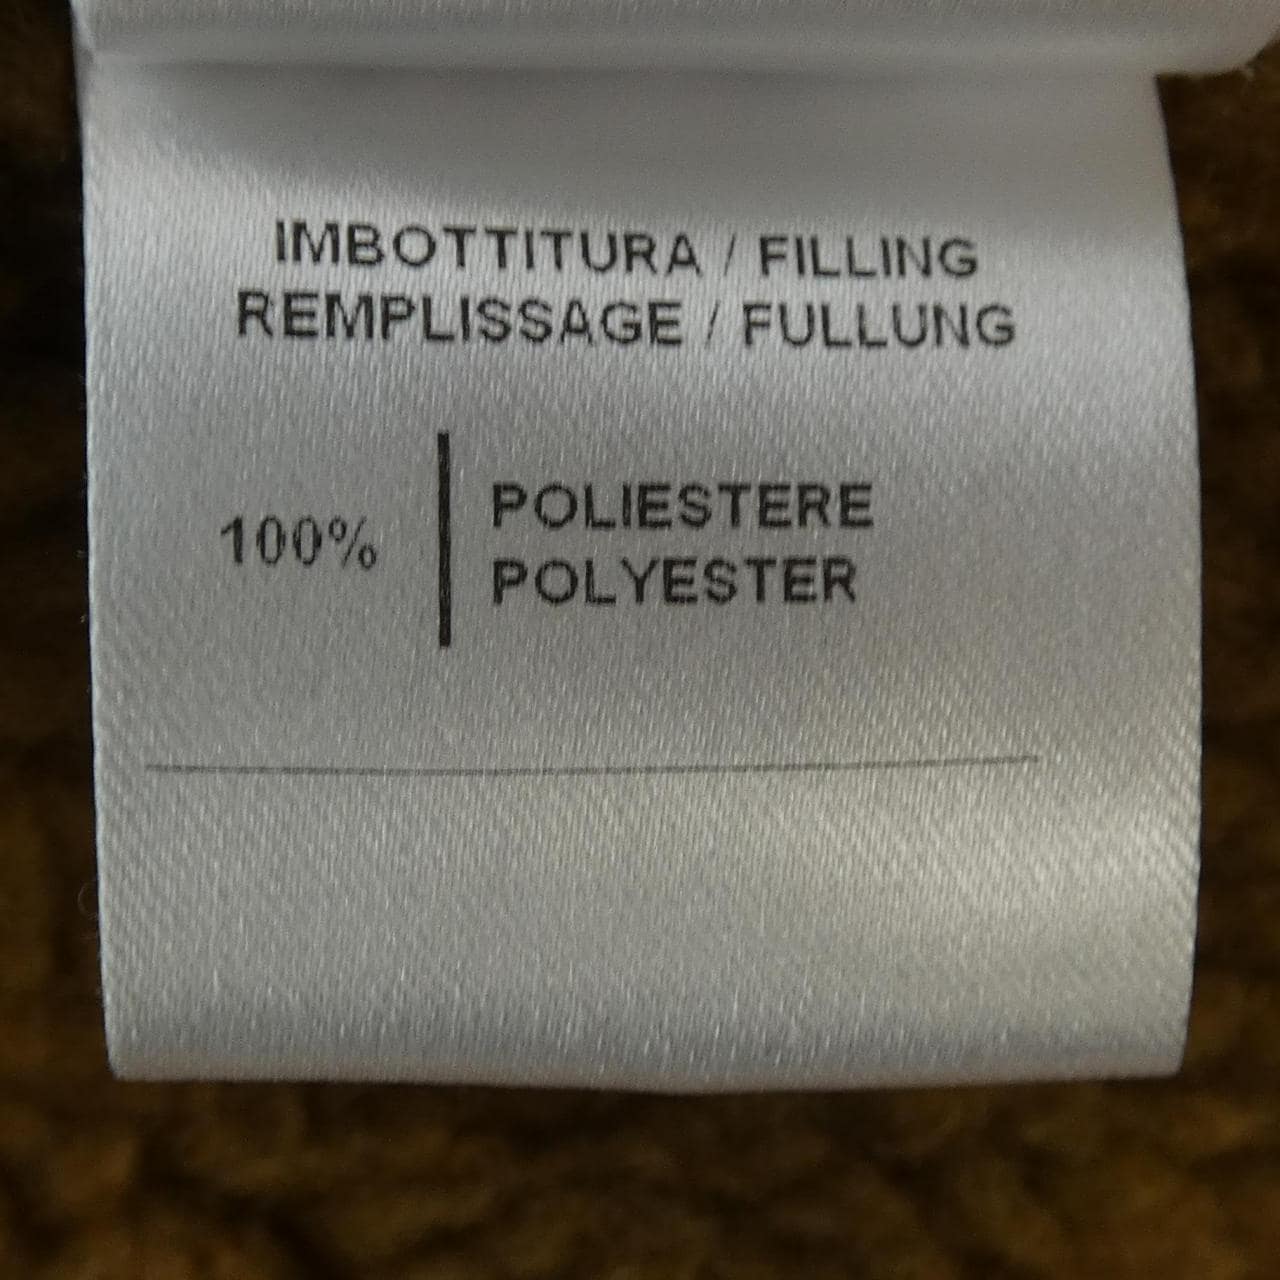 IMBOTTITURA / FILLING
REMPLISSAGE / FULLUNG
100%
POLIESTERE
POLYESTER